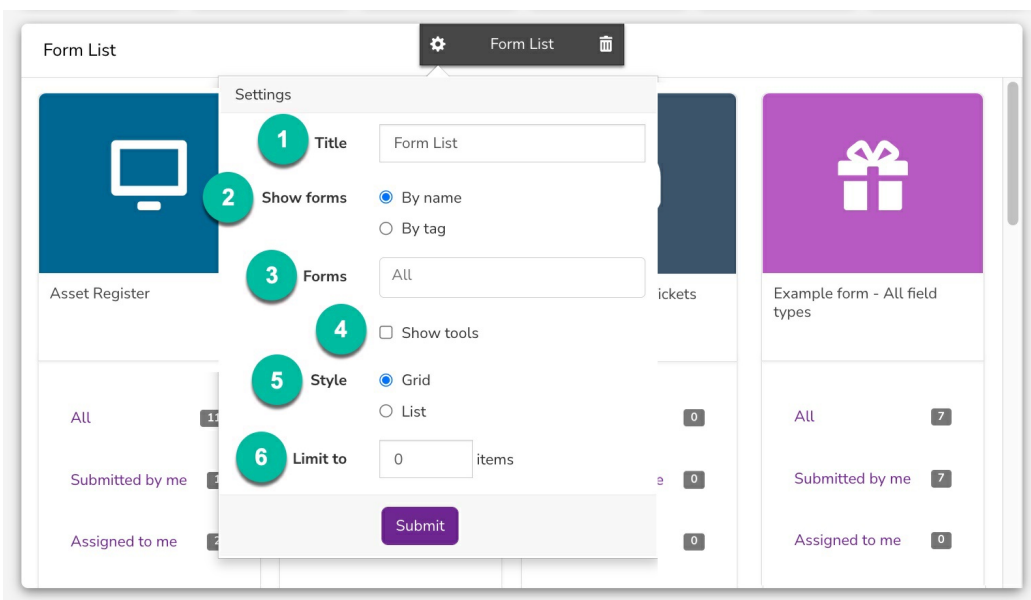 Form List
Form List
Settings
1 Title Form List
2 Show forms By name
By tag
3 Forms All
4 Show tools
5 Style Grid
List
6 Limit to 0 items
Submit
Asset Register
All
Submitted by me
Assigned to me
0
0
0
Example form - All field
types
All 7
Submitted by me 7
Assigned to me 0